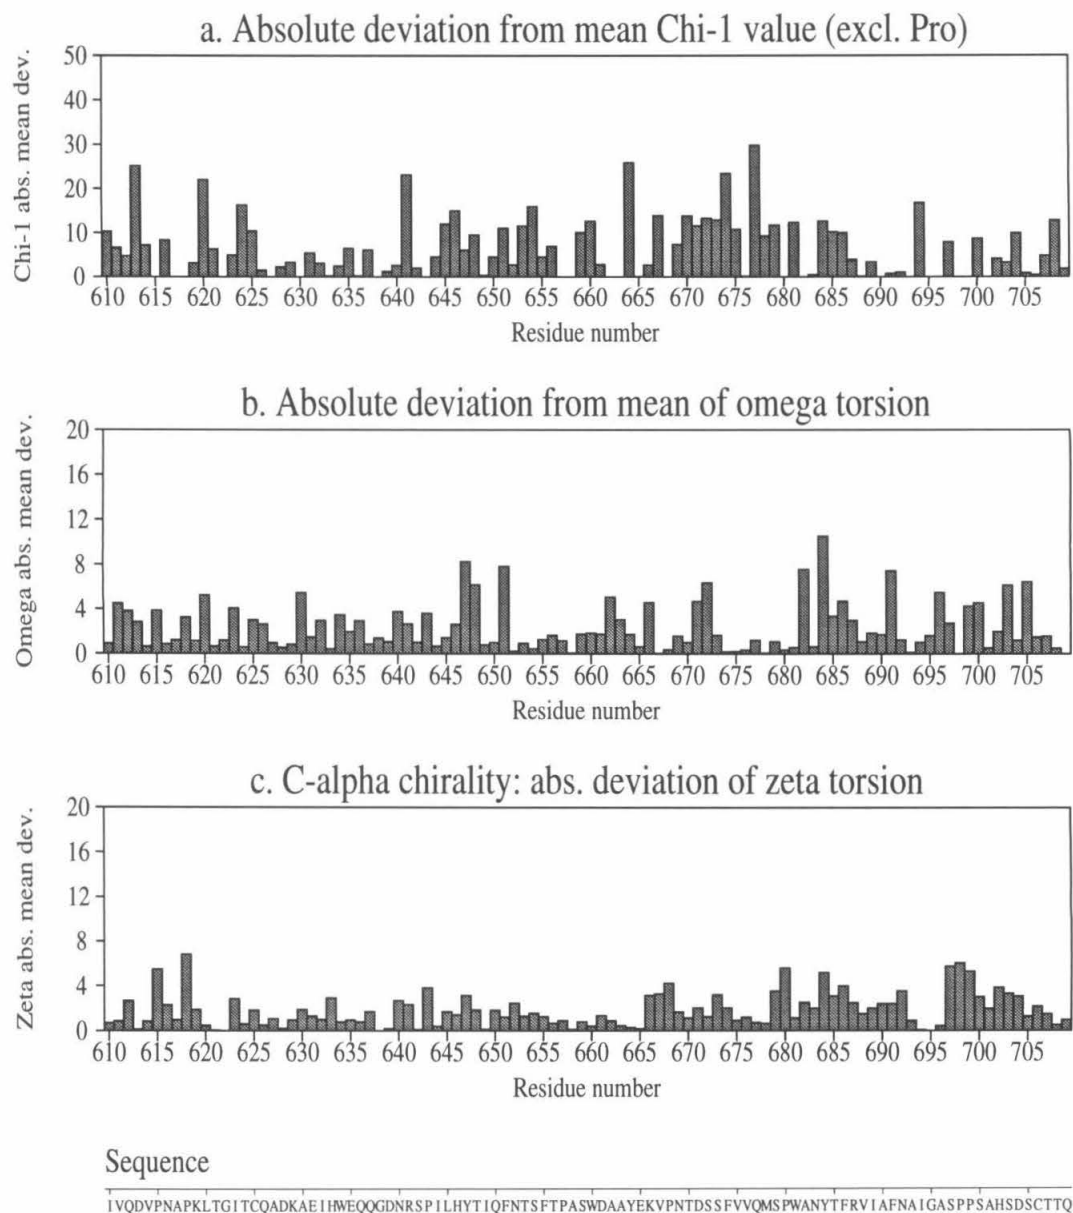 a. Absolute deviation from mean Chi-1 value (excl. Pro)
Chi-1 abs. mean dev.
50
40
30
20
10
0
610 615 620 625 630 635 640 645 650 655 660 665 670 675 680 685 690 695 700 705
Residue number
b. Absolute deviation from mean of omega torsion
Omega abs. mean dev.
20
16
12
8
4
0
610 615 620 625 630 635 640 645 650 655 660 665 670 675 680 685 690 695 700 705
Residue number
c. C-alpha chirality: abs. deviation of zeta torsion
Zeta abs. mean dev.
20
16
12
8
4
0
610 615 620 625 630 635 640 645 650 655 660 665 670 675 680 685 690 695 700 705
Residue number
Sequence
IVQDVPNAPKLTGITCQADKAEIHWEQQGDNRSPILHYTIQFNTSFTPASWDAAYEKVPNTDSSFVVQMSPWANYTFRVIAFNAIGASPPSAHSDSCTTQ